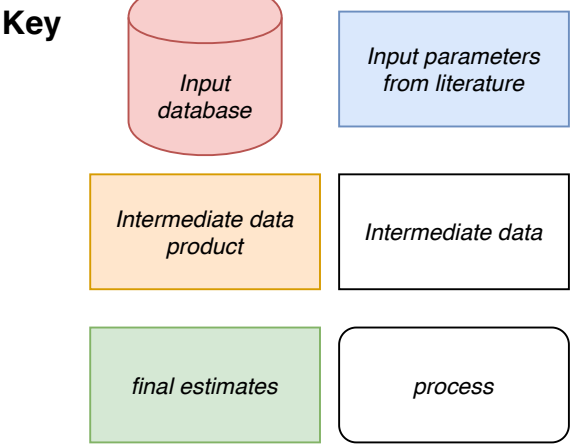 Key
Input
database
Input parameters
from literature
Intermediate data
product
Intermediate data
final estimates
process